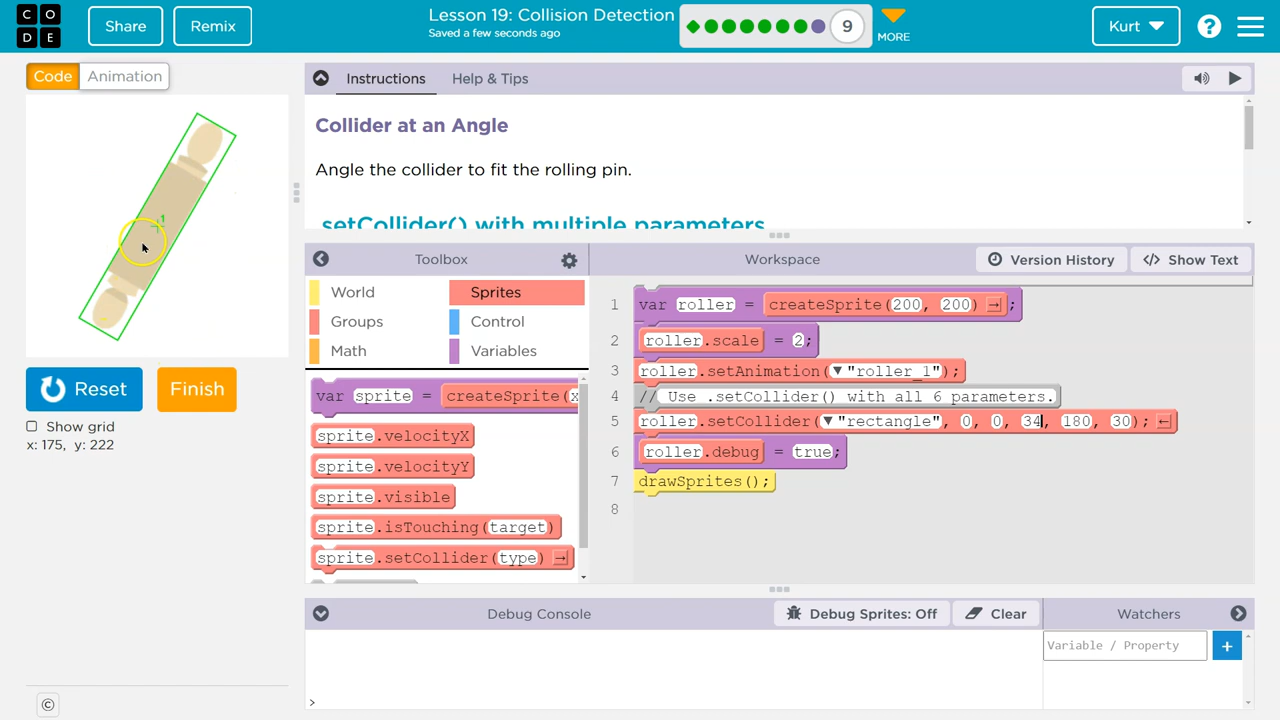 C O
D E
Share
Remix
Lesson 19: Collision Detection
Saved a few seconds ago
9
MORE
Kurt
?
Code
Animation
1
Reset
Finish
Show grid
x: 175, y: 222
©
Instructions
Help & Tips
Collider at an Angle
Angle the collider to fit the rolling pin.
setCollider() with multiple parameters
Toolbox
World
Sprites
Groups
Control
Math
Variables
var sprite = createSprite(x
sprite.velocityX
sprite.velocityY
sprite.visible
sprite.isTouching(target)
sprite.setCollider(type)
Workspace
Version History
</> Show Text
1 var roller = createSprite(200, 200);
2 roller.scale = 2;
3 roller.setAnimation("roller_1");
4 // Use .setCollider() with all 6 parameters.
5 roller.setCollider("rectangle", 0, 0, 34, 180, 30);
6 roller.debug = true;
7 drawSprites();
8
Debug Console
Debug Sprites: Off
Clear
Watchers
Variable / Property
+
>